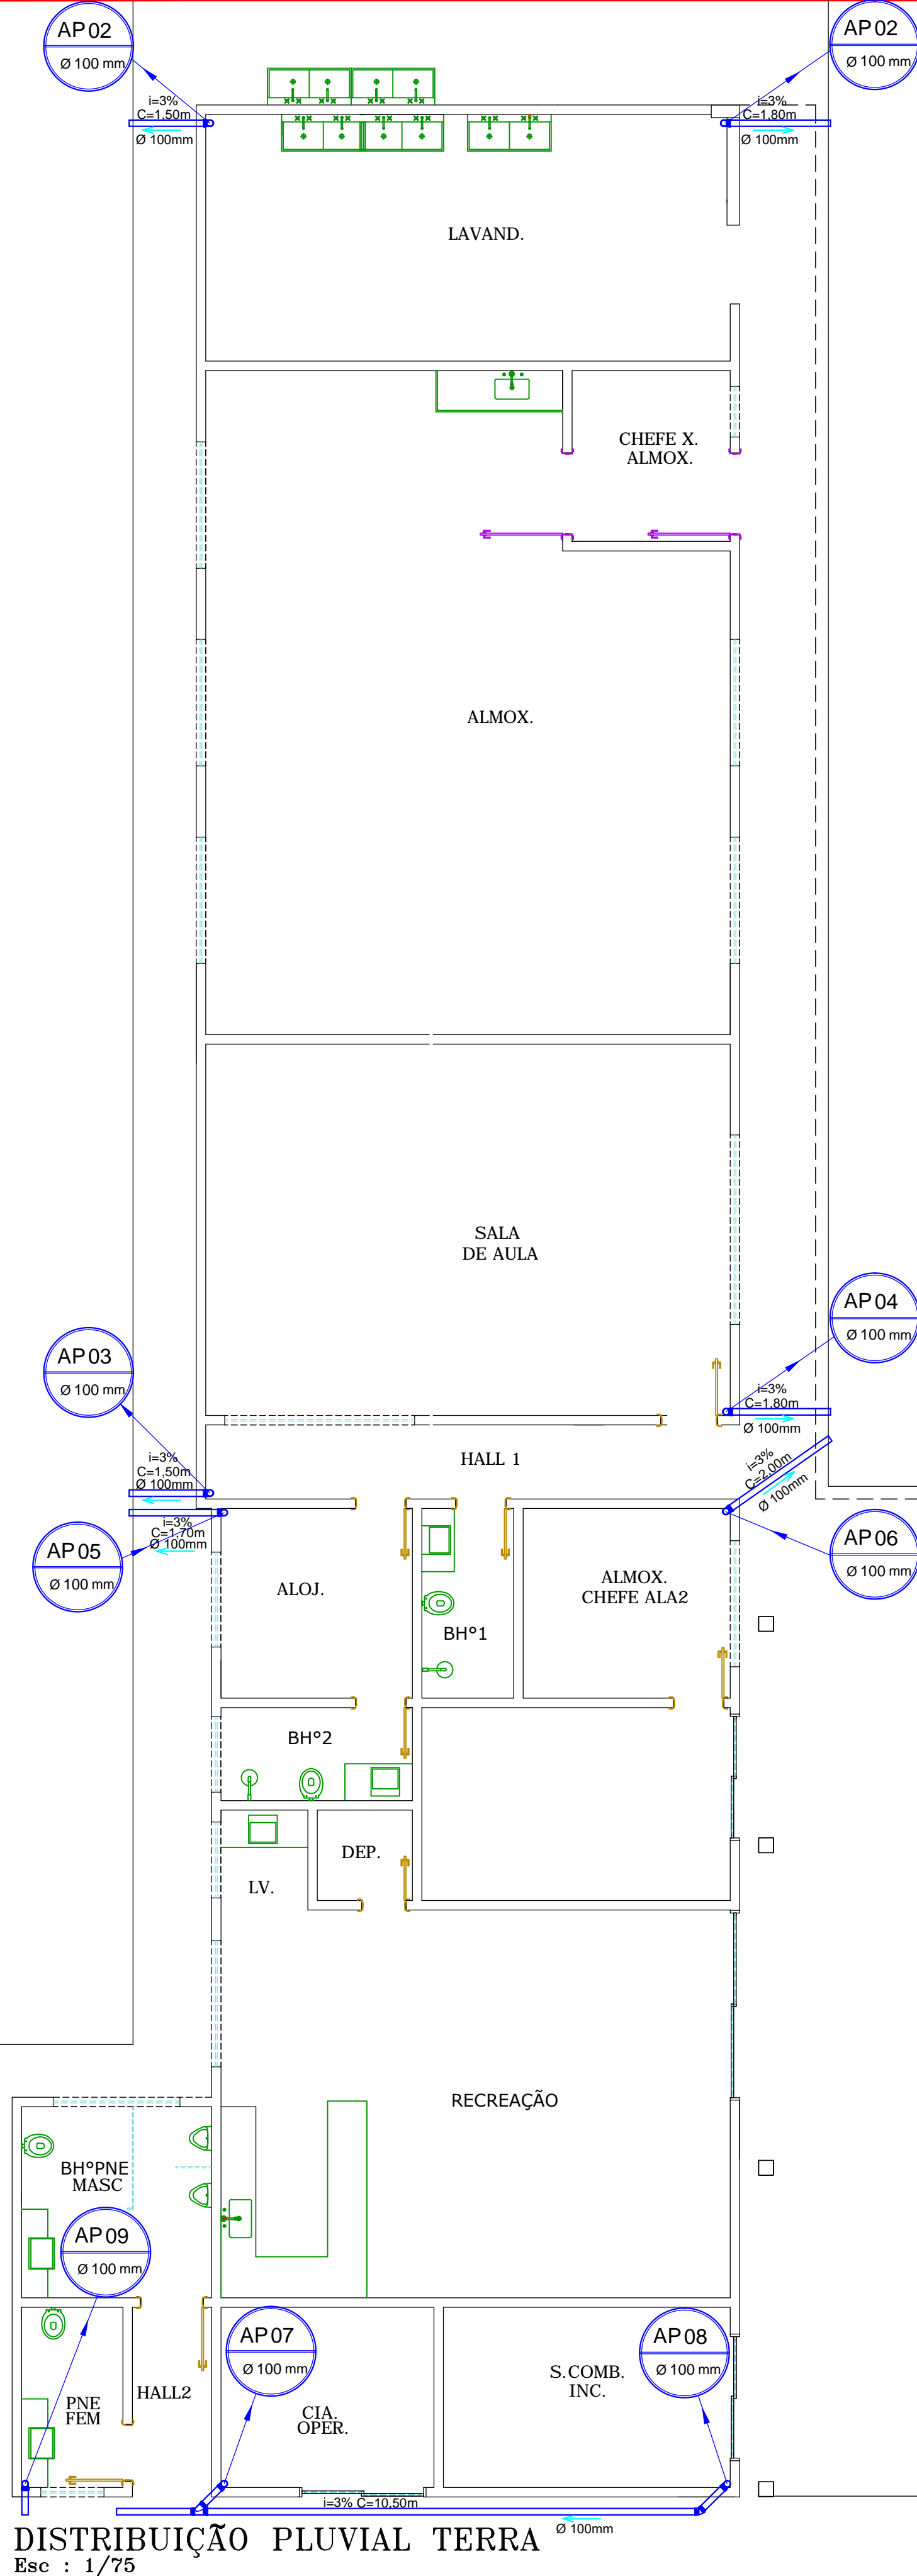 AP 02
Ø 100 mm
AP 02
Ø 100 mm
i=3%
C=1,50m
Ø 100mm
i=3%
C=1,80m
Ø 100mm
LAVAND.
CHEFE X.
ALMOX.
ALMOX.
SALA
DE AULA
AP 04
Ø 100 mm
AP 03
Ø 100 mm
i=3%
C=1,80m
Ø 100mm
i=3%
C=1,50m
Ø 100mm
HALL 1
i=3%
C=2,00m
Ø 100mm
i=3%
C=1,70m
Ø 100mm
AP 05
Ø 100 mm
AP 06
Ø 100 mm
ALOJ.
ALMOX.
CHEFE ALA2
BH°1
BH°2
DEP.
LV.
RECREAÇÃO
BH°PNE
MASC
AP 09
Ø 100 mm
AP 07
Ø 100 mm
AP 08
Ø 100 mm
HALL2
PNE
FEM
CIA.
OPER.
S.COMB.
INC.
i=3% C=10,50m
Ø 100mm
DISTRIBUIÇÃO PLUVIAL TERRA
Esc : 1/75